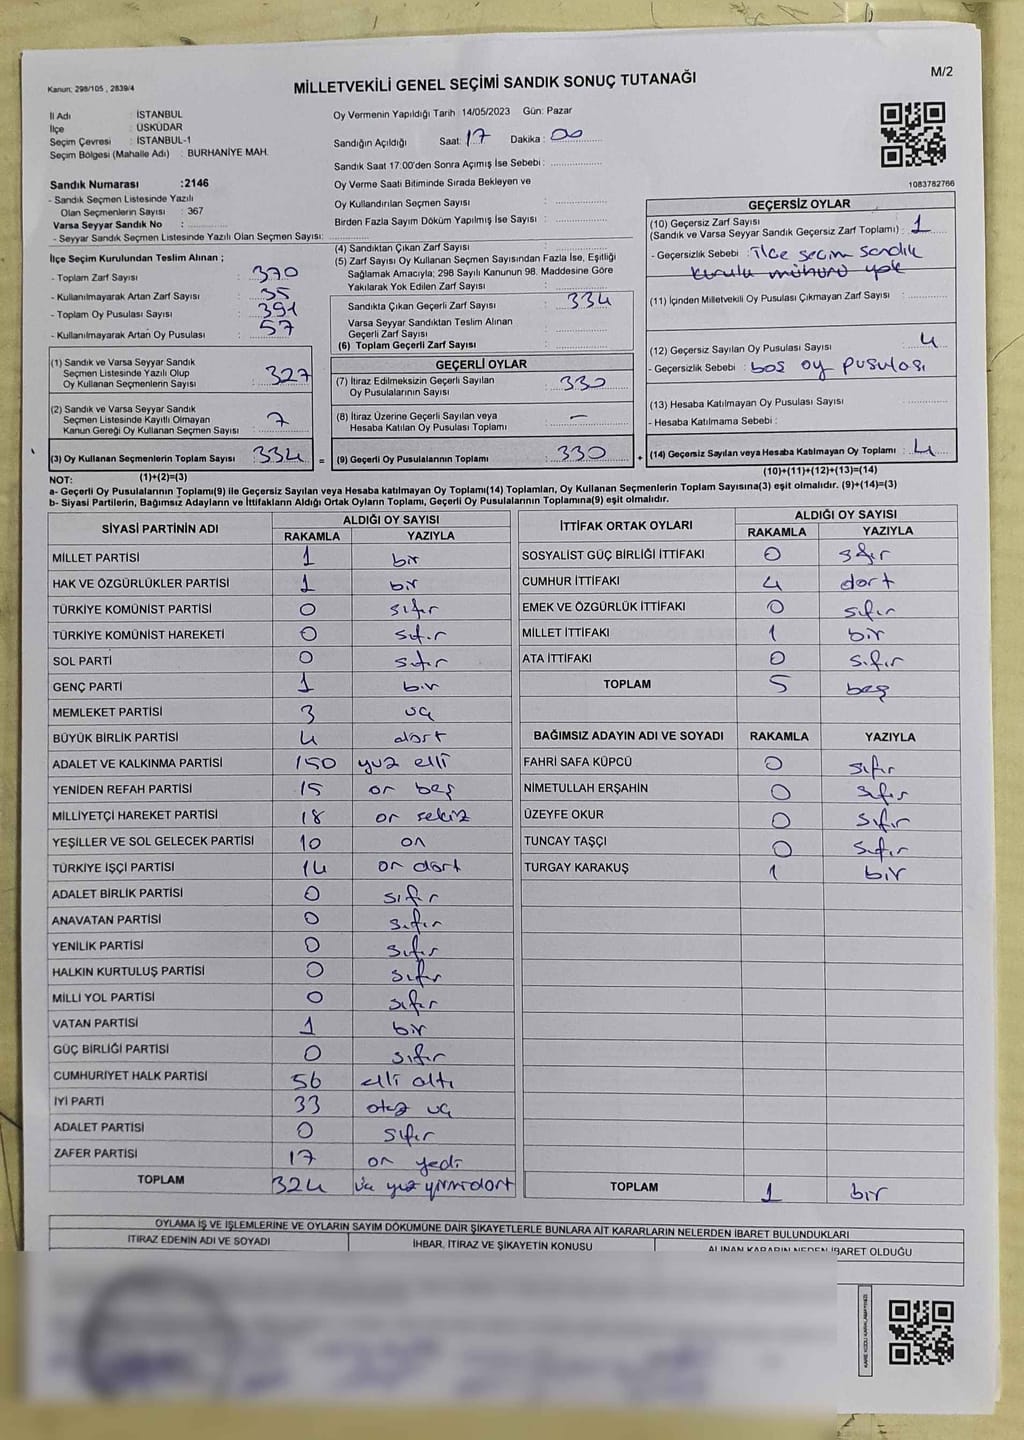 Kanun; 298/105 , 2839/4
MİLLETVEKİLİ GENEL SEÇİMİ SANDIK SONUÇ TUTANAĞI
M/2
İl Adı : İSTANBUL
İlçe : ÜSKÜDAR
Seçim Çevresi : İSTANBUL-1
Seçim Bölgesi (Mahalle Adı) : BURHANİYE MAH.
Sandık Numarası :2146
- Sandık Seçmen Listesinde Yazılı
Olan Seçmenlerin Sayısı : 367
Varsa Seyyar Sandık No :
- Seyyar Sandık Seçmen Listesinde Yazılı Olan Seçmen Sayısı:
Oy Vermenin Yapıldığı Tarih 14/05/2023 Gün: Pazar
Sandığın Açıldığı Saat: 17 Dakika : 00
Sandık Saat 17:00'den Sonra Açımış İse Sebebi :
Oy Verme Saati Bitiminde Sırada Bekleyen ve
Oy Kullandırılan Seçmen Sayısı :
Birden Fazla Sayım Döküm Yapılmış İse Sayısı :
1083782766
İlçe Seçim Kurulundan Teslim Alınan ;
- Toplam Zarf Sayısı : 370
- Kullanılmayarak Artan Zarf Sayısı : 35
- Toplam Oy Pusulası Sayısı : 391
- Kullanılmayarak Artan Oy Pusulası : 57
(1) Sandık ve Varsa Seyyar Sandık
Seçmen Listesinde Yazılı Olup
Oy Kullanan Seçmenlerin Sayısı : 327
(2) Sandık ve Varsa Seyyar Sandık
Seçmen Listesinde Kayıtlı Olmayan
Kanun Gereği Oy Kullanan Seçmen Sayısı : 7
(3) Oy Kullanan Seçmenlerin Toplam Sayısı : 334 =
(4) Sandıktan Çıkan Zarf Sayısı :
(5) Zarf Sayısı Oy Kullanan Seçmen Sayısından Fazla İse, Eşitliği
Sağlamak Amacıyla; 298 Sayılı Kanunun 98. Maddesine Göre
Yakılarak Yok Edilen Zarf Sayısı :
Sandıkta Çıkan Geçerli Zarf Sayısı : 334
Varsa Seyyar Sandıktan Teslim Alınan
Geçerli Zarf Sayısı :
(6) Toplam Geçerli Zarf Sayısı :
GEÇERLİ OYLAR
(7) İtiraz Edilmeksizin Geçerli Sayılan
Oy Pusulalarının Sayısı : 330
(8) İtiraz Üzerine Geçerli Sayılan veya
Hesaba Katılan Oy Pusulası Toplamı : -
(9) Geçerli Oy Pusulalarının Toplamı : 330 +
GEÇERSİZ OYLAR
(10) Geçersiz Zarf Sayısı
(Sandık ve Varsa Seyyar Sandık Geçersiz Zarf Toplamı) : 1
- Geçersizlik Sebebi : ilçe seçim sandık
kurulu mührü yok
(11) İçinden Milletvekili Oy Pusulası Çıkmayan Zarf Sayısı :
(12) Geçersiz Sayılan Oy Pusulası Sayısı : 4
- Geçersizlik Sebebi : boş oy pusulası
(13) Hesaba Katılmayan Oy Pusulası Sayısı :
- Hesaba Katılmama Sebebi :
(14) Geçersiz Sayılan veya Hesaba Katılmayan Oy Toplamı : 4
NOT: (1)+(2)=(3)
(10)+(11)+(12)+(13)=(14)
a- Geçerli Oy Pusulalarının Toplamı(9) ile Geçersiz Sayılan veya Hesaba katılmayan Oy Toplamı(14) Toplamları, Oy Kullanan Seçmenlerin Toplam Sayısına(3) eşit olmalıdır. (9)+(14)=(3)
b- Siyasi Partilerin, Bağımsız Adayların ve İttifakların Aldığı Ortak Oyların Toplamı, Geçerli Oy Pusulalarının Toplamına(9) eşit olmalıdır.
SİYASİ PARTİNİN ADI ALDIĞI OY SAYISI
RAKAMLA YAZIYLA
MİLLET PARTİSİ 1 bir
HAK VE ÖZGÜRLÜKLER PARTİSİ 1 bir
TÜRKİYE KOMÜNİST PARTİSİ 0 sıfır
TÜRKİYE KOMÜNİST HAREKETİ 0 sıfır
SOL PARTİ 0 sıfır
GENÇ PARTİ 1 bir
MEMLEKET PARTİSİ 3 uç
BÜYÜK BİRLİK PARTİSİ 4 dort
ADALET VE KALKINMA PARTİSİ 150 yuz elli
YENİDEN REFAH PARTİSİ 15 on beş
MİLLİYETÇİ HAREKET PARTİSİ 18 on sekiz
YEŞİLLER VE SOL GELECEK PARTİSİ 10 on
TÜRKİYE İŞÇİ PARTİSİ 14 on dört
ADALET BİRLİK PARTİSİ 0 sıfır
ANAVATAN PARTİSİ 0 sıfır
YENİLİK PARTİSİ 0 sıfır
HALKIN KURTULUŞ PARTİSİ 0 sıfır
MİLLİ YOL PARTİSİ 0 sıfır
VATAN PARTİSİ 1 bir
GÜÇ BİRLİĞİ PARTİSİ 0 sıfır
CUMHURİYET HALK PARTİSİ 56 elli altı
İYİ PARTİ 33 otuz uç
ADALET PARTİSİ 0 sıfır
ZAFER PARTİSİ 17 on yedi
TOPLAM 324 üç yuz yirmidort
İTTİFAK ORTAK OYLARI ALDIĞI OY SAYISI
RAKAMLA YAZIYLA
SOSYALİST GÜÇ BİRLİĞİ İTTİFAKI 0 sıfır
CUMHUR İTTİFAKI 4 dort
EMEK VE ÖZGÜRLÜK İTTİFAKI 0 sıfır
MİLLET İTTİFAKI 1 bir
ATA İTTİFAKI 0 sıfır
TOPLAM 5 beş
BAĞIMSIZ ADAYIN ADI VE SOYADI RAKAMLA YAZIYLA
FAHRİ SAFA KÜPCÜ 0 sıfır
NİMETULLAH ERŞAHİN 0 sıfır
ÜZEYFE OKUR 0 sıfır
TUNCAY TAŞÇI 0 sıfır
TURGAY KARAKUŞ 1 bir
TOPLAM 1 bir
OYLAMA İŞ VE İŞLEMLERİNE VE OYLARIN SAYIM DÖKÜMÜNE DAİR ŞİKAYETLERLE BUNLARA AİT KARARLARIN NELERDEN İBARET BULUNDUKLARI
İTİRAZ EDENİN ADI VE SOYADI İHBAR, İTİRAZ VE ŞİKAYETİN KONUSU ALINAN KARARIN NEDEN İBARET OLDUĞU